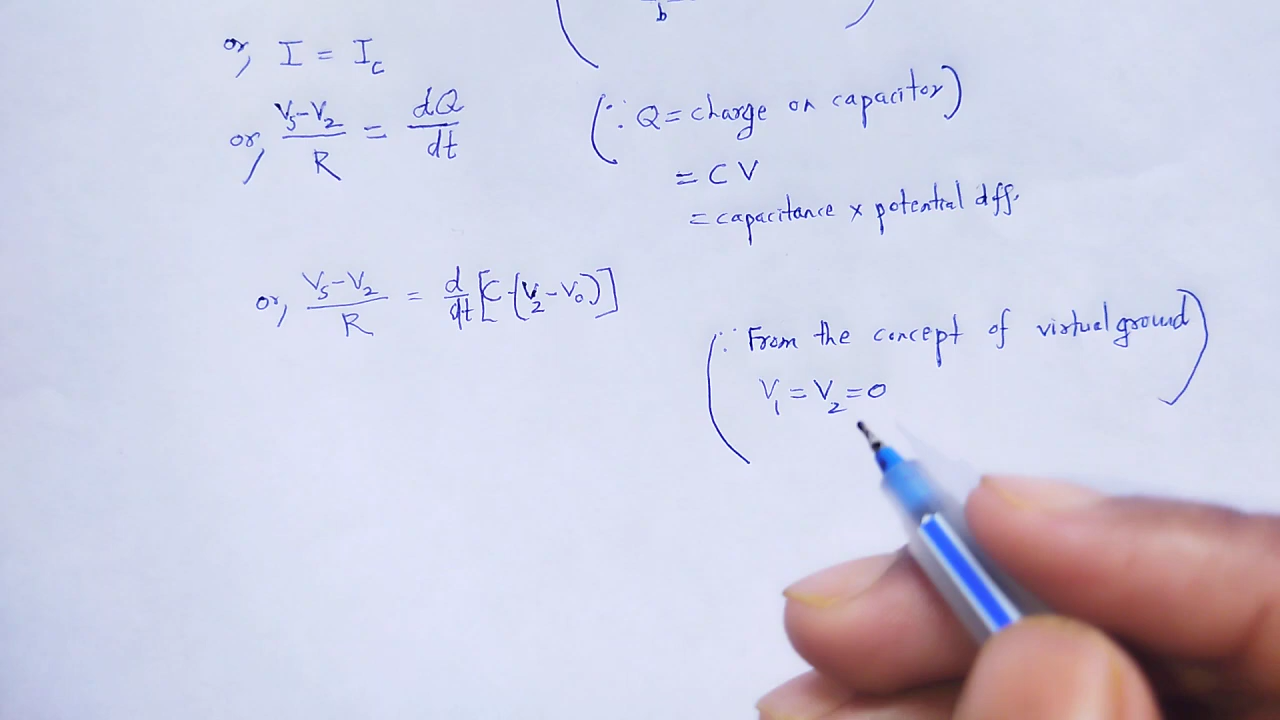 b
or, I = I_c
or, (V_s - V_2)/R = dQ/dt (∵ Q = charge on capacitor)
= C V
= capacitance x potential diff.
or, (V_s - V_2)/R = d/dt [C (V_2 - V_0)]
(∵ From the concept of virtual ground)
V_1 = V_2 = 0